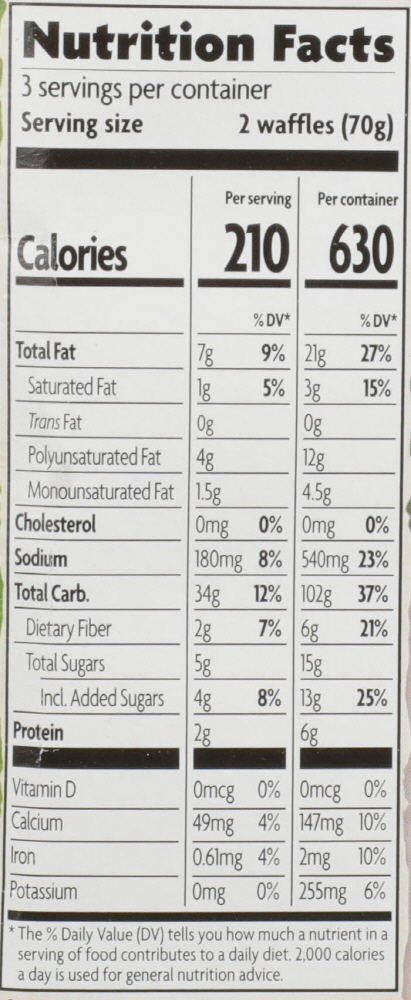 Nutrition Facts
3 servings per container
Serving size 2 waffles (70g)
Per serving Per container
Calories 210 630
% DV* % DV*
Total Fat 7g 9% 21g 27%
Saturated Fat 1g 5% 3g 15%
Trans Fat 0g 0g
Polyunsaturated Fat 4g 12g
Monounsaturated Fat 1.5g 4.5g
Cholesterol 0mg 0% 0mg 0%
Sodium 180mg 8% 540mg 23%
Total Carb. 34g 12% 102g 37%
Dietary Fiber 2g 7% 6g 21%
Total Sugars 5g 15g
Incl. Added Sugars 4g 8% 13g 25%
Protein 2g 6g
Vitamin D 0mcg 0% 0mcg 0%
Calcium 49mg 4% 147mg 10%
Iron 0.61mg 4% 2mg 10%
Potassium 0mg 0% 255mg 6%
* The % Daily Value (DV) tells you how much a nutrient in a
serving of food contributes to a daily diet. 2,000 calories
a day is used for general nutrition advice.